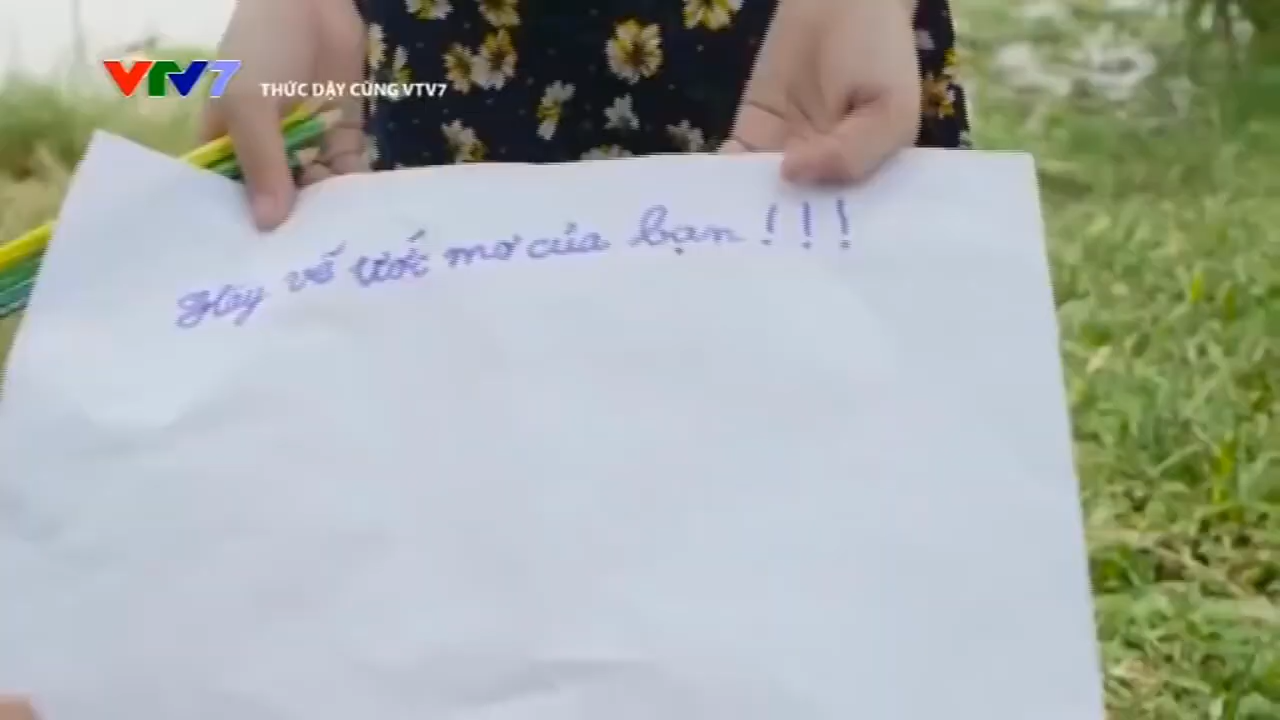 VTV7
THỨC DẬY CÙNG VTV7
Hãy vẽ ước mơ của bạn!!!